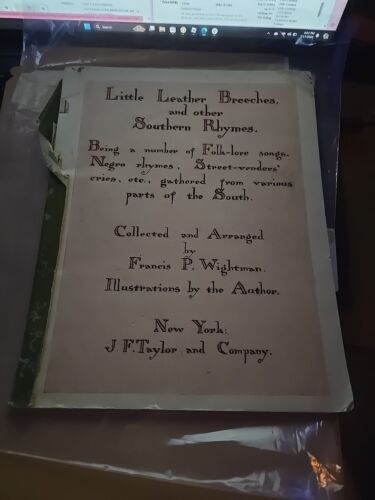 Little Leather Breeches,
and other
Southern Rhymes.
Being a number of Folk-lore songs,
Negro rhymes, Street-venders'
cries, etc., gathered from various
parts of the South.
Collected and Arranged
by
Francis P. Wightman.
Illustrations by the Author.
New York:
J. F. Taylor and Company.